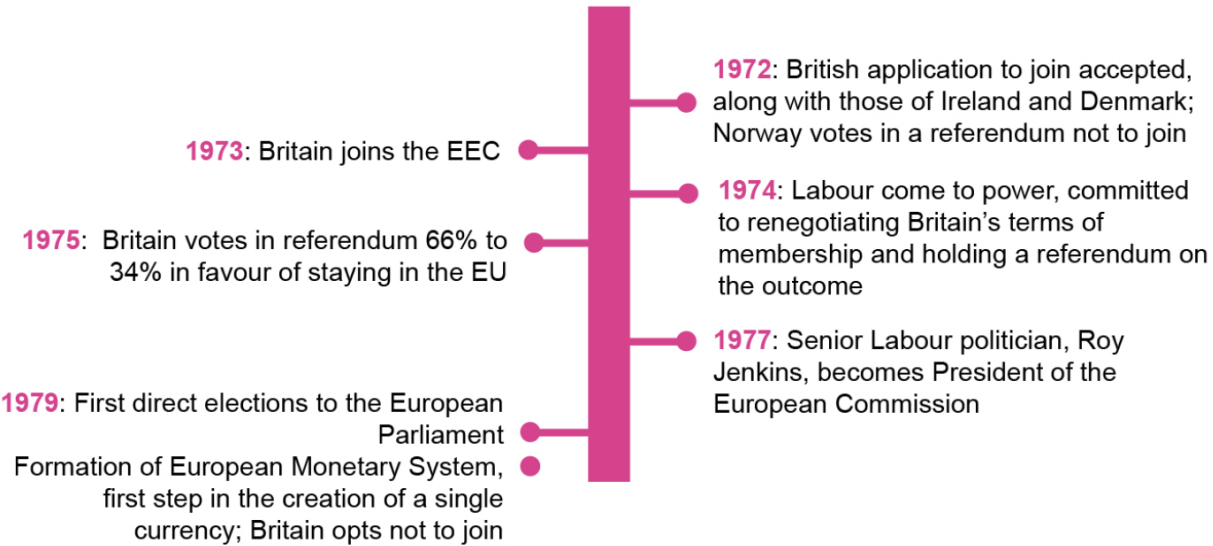 1972: British application to join accepted,
along with those of Ireland and Denmark;
Norway votes in a referendum not to join
1973: Britain joins the EEC
1974: Labour come to power, committed
to renegotiating Britain’s terms of
membership and holding a referendum on
the outcome
1975: Britain votes in referendum 66% to
34% in favour of staying in the EU
1977: Senior Labour politician, Roy
Jenkins, becomes President of the
European Commission
1979: First direct elections to the European
Parliament
Formation of European Monetary System,
first step in the creation of a single
currency; Britain opts not to join